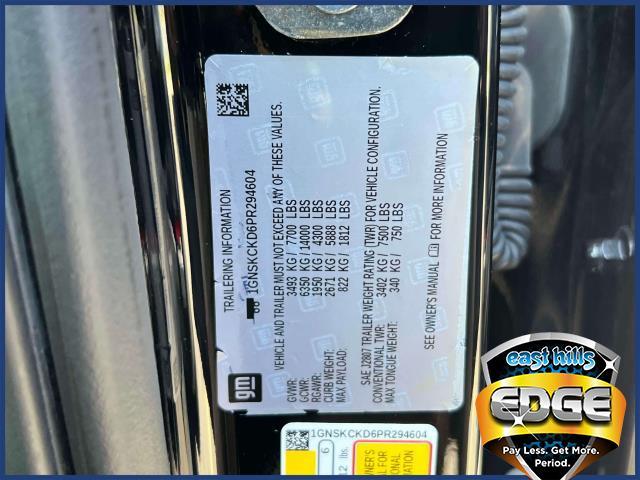 TRAILERING INFORMATION
1GNSKCKD6PR294604
VEHICLE AND TRAILER MUST NOT EXCEED ANY OF THESE VALUES.
GVWR: 3493 KG / 7700 LBS
GCWR: 6350 KG / 14000 LBS
RGAWR: 1950 KG / 4300 LBS
CURB WEIGHT: 2671 KG / 5888 LBS
MAX PAYLOAD: 822 KG / 1812 LBS
SAE J2807 TRAILER WEIGHT RATING (TWR) FOR VEHICLE CONFIGURATION.
CONVENTIONAL TWR: 3402 KG / 7500 LBS
MAX TONGUE HEIGHT: 340 KG / 750 LBS
SEE OWNER'S MANUAL FOR MORE INFORMATION
gm
1GNSKCKD6PR294604
6
12 lbs.
east hills
EDGE
Pay Less. Get More.
Period.